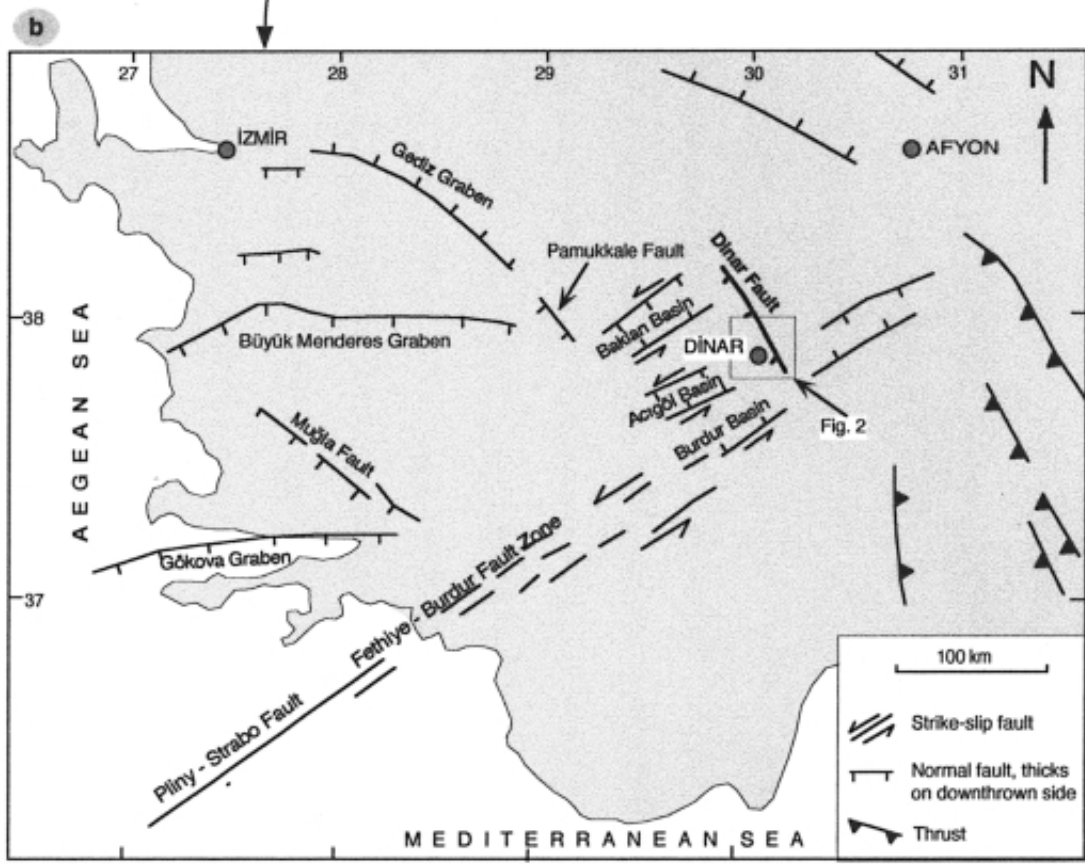 b
27 28 29 30 31
N
İZMİR
AFYON
Gediz Graben
Pamukkale Fault
Dinar Fault
38
Büyük Menderes Graben
Baklan Basin
DİNAR
Acıgöl Basin
Burdur Basin
Fig. 2
AEGEAN SEA
Muğla Fault
Gökova Graben
37
Fethiye - Burdur Fault Zone
Pliny - Strabo Fault
MEDITERRANEAN SEA
100 km
Strike-slip fault
Normal fault, thicks
on downthrown side
Thrust